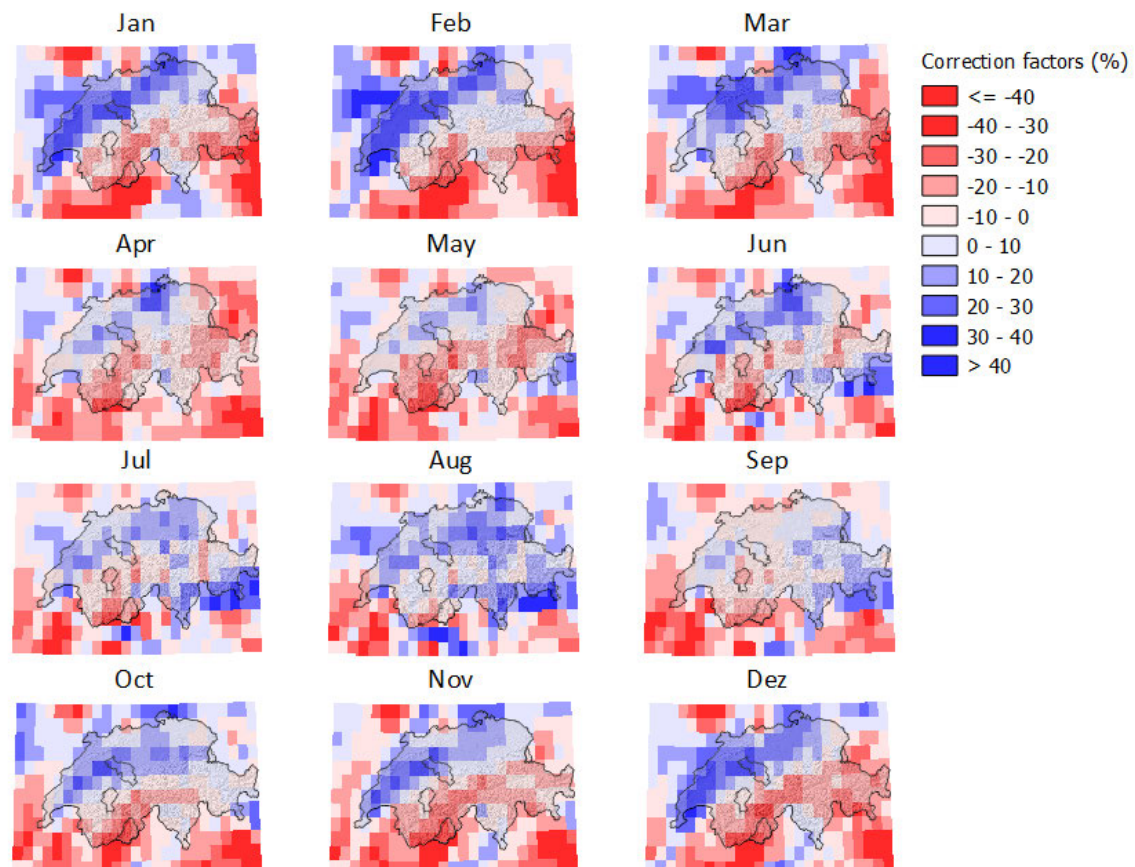 Jan Feb Mar
Correction factors (%)
<= -40
-40 - -30
-30 - -20
-20 - -10
-10 - 0
0 - 10
10 - 20
20 - 30
30 - 40
> 40
Apr May Jun
Jul Aug Sep
Oct Nov Dez